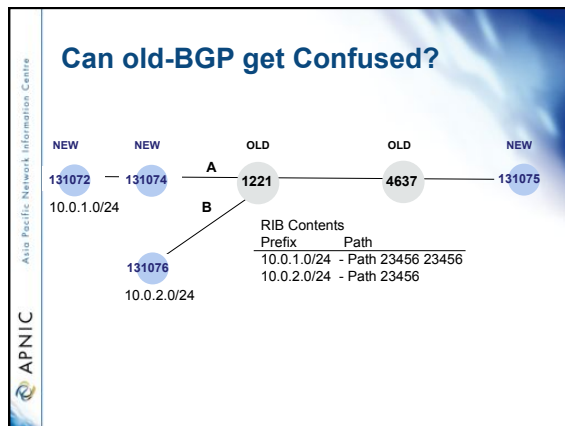 Can old-BGP get Confused?
Asia Pacific Network Information Centre
APNIC
NEW
NEW
OLD
OLD
NEW
131072
131074
A
1221
4637
131075
10.0.1.0/24
B
131076
10.0.2.0/24
RIB Contents
Prefix Path
10.0.1.0/24 - Path 23456 23456
10.0.2.0/24 - Path 23456